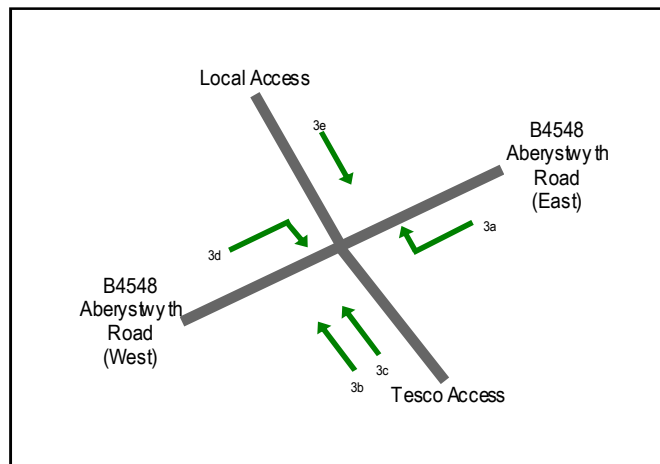 Local Access
3e
B4548
Aberystwyth
Road
(East)
3a
3d
B4548
Aberystwyth
Road
(West)
3b
3c
Tesco Access